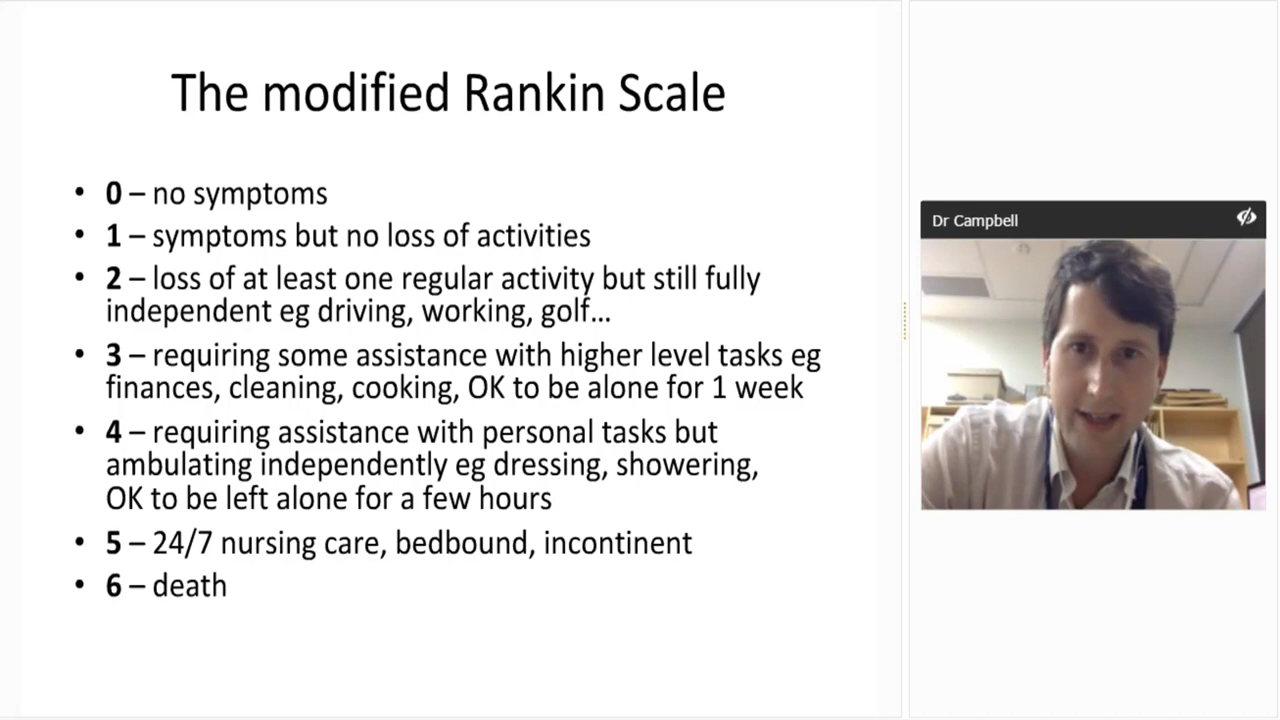 The modified Rankin Scale
• 0 – no symptoms
• 1 – symptoms but no loss of activities
• 2 – loss of at least one regular activity but still fully
independent eg driving, working, golf...
• 3 – requiring some assistance with higher level tasks eg
finances, cleaning, cooking, OK to be alone for 1 week
• 4 – requiring assistance with personal tasks but
ambulating independently eg dressing, showering,
OK to be left alone for a few hours
• 5 – 24/7 nursing care, bedbound, incontinent
• 6 – death
Dr Campbell